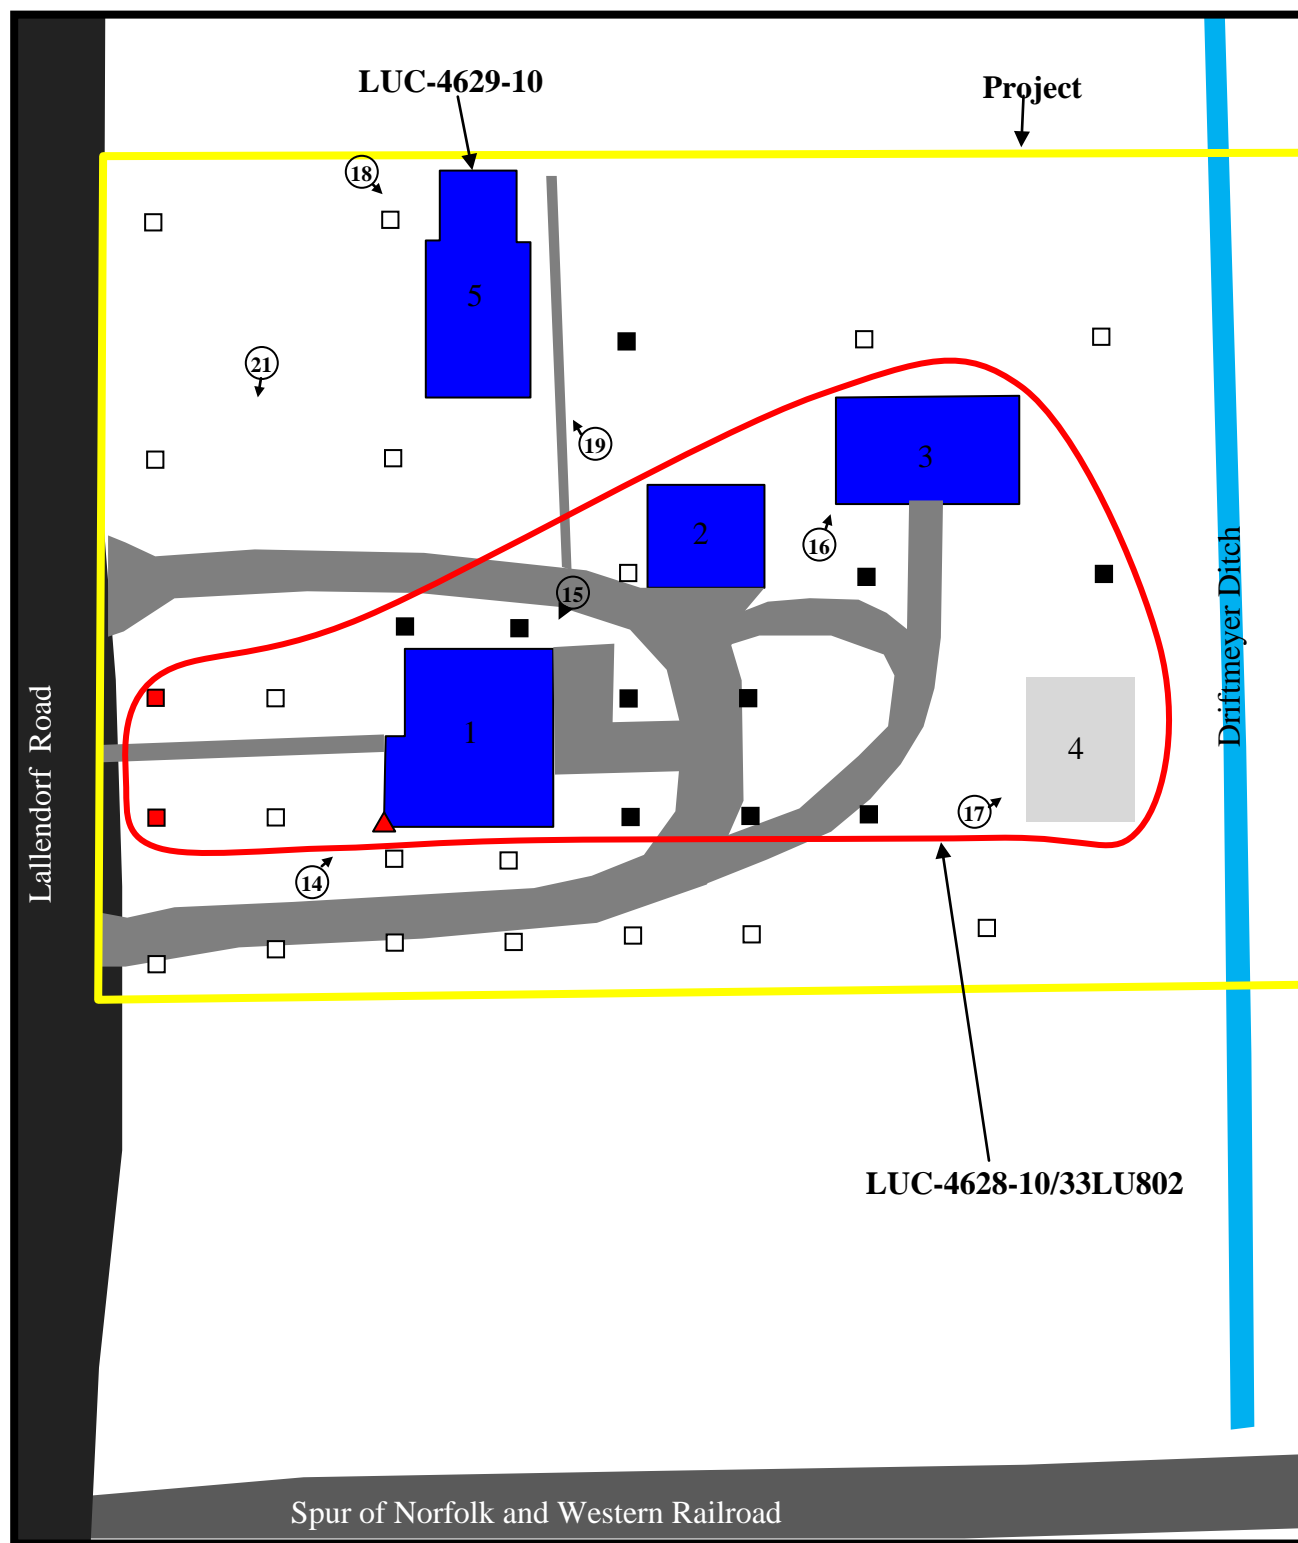 LUC-4629-10
Project
18
5
21
19
3
2
16
15
Driftmeyer Ditch
1
4
Lallendorf Road
17
14
LUC-4628-10/33LU802
Spur of Norfolk and Western Railroad